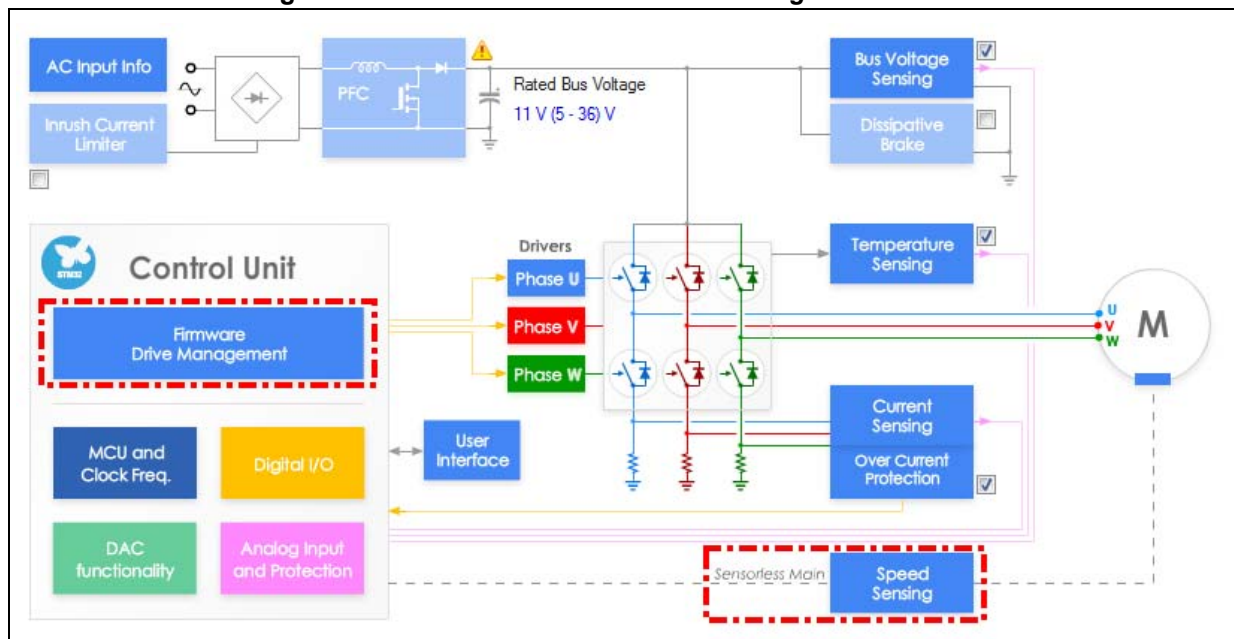 AC Input Info
Inrush Current
Limiter
PFC
Rated Bus Voltage
11 V (5 - 36) V
Bus Voltage
Sensing
Dissipative
Brake
STM32
Control Unit
Firmware
Drive Management
MCU and
Clock Freq.
Digital I/O
DAC
functionality
Analog Input
and Protection
Drivers
Phase U
Phase V
Phase W
User
Interface
Temperature
Sensing
U
V
W
M
Current
Sensing
Over Current
Protection
Sensorless Main
Speed
Sensing